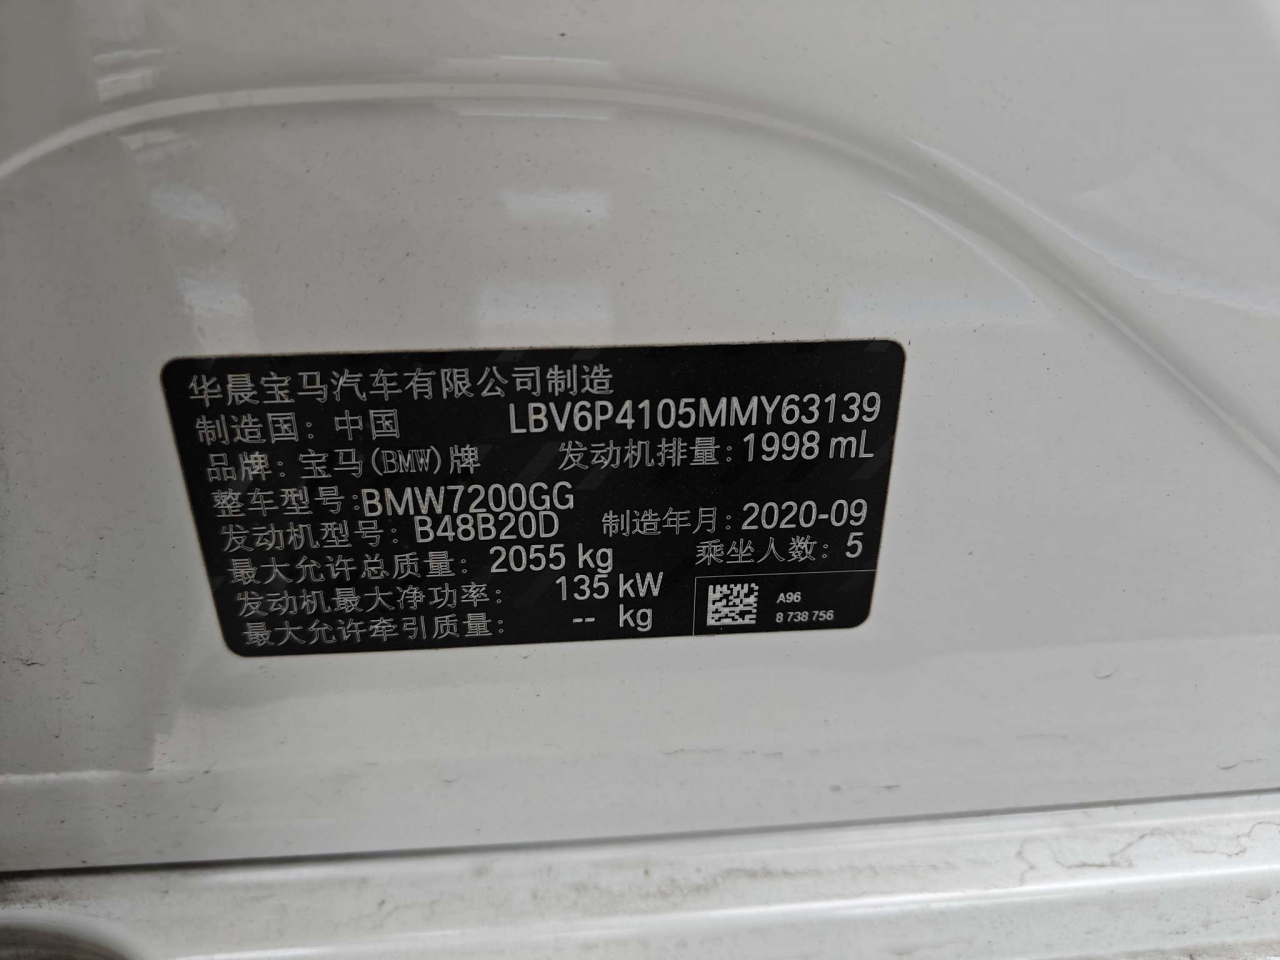 华晨宝马汽车有限公司制造
制造国：中国 LBV6P4105MMY63139
品牌：宝马(BMW)牌 发动机排量：1998 mL
整车型号：BMW7200GG
发动机型号：B48B20D 制造年月：2020-09
最大允许总质量：2055 kg 乘坐人数：5
发动机最大净功率：135 kW
最大允许牵引质量：-- kg
A96
8 738 756